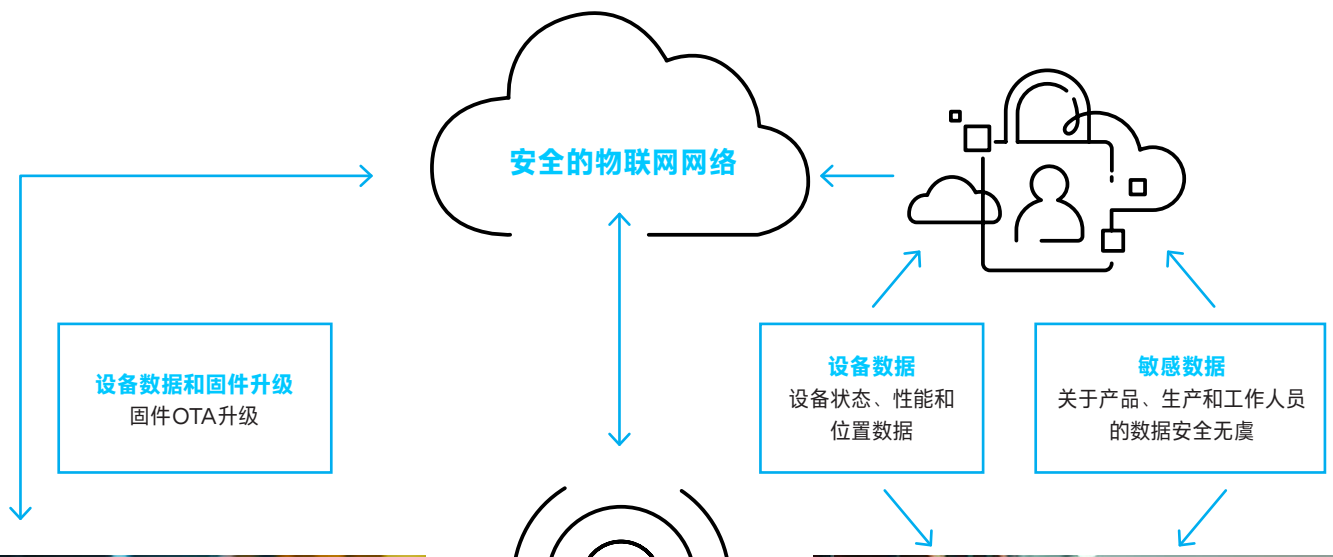 安全的物联网网络
设备数据和固件升级
固件OTA升级
设备数据
设备状态、性能和
位置数据
敏感数据
关于产品、生产和工作人员
的数据安全无虞